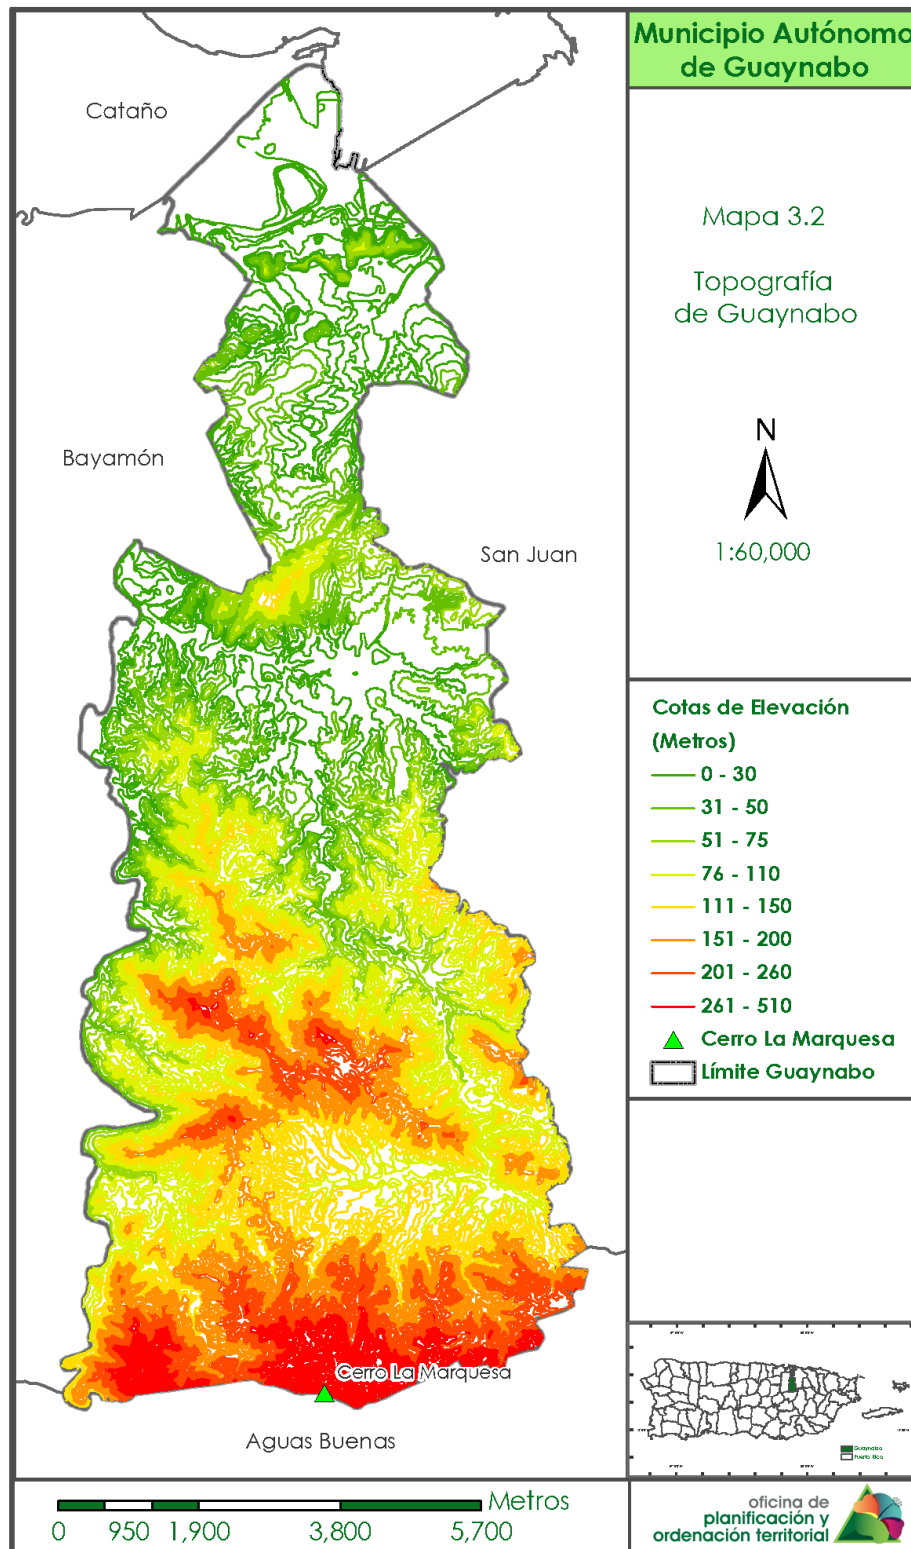 Municipio Autónomo
de Guaynabo
Mapa 3.2
Topografía
de Guaynabo
N
1:60,000
Cataño
Bayamón
San Juan
Cerro La Marquesa
Aguas Buenas
Cotas de Elevación
(Metros)
0 - 30
31 - 50
51 - 75
76 - 110
111 - 150
151 - 200
201 - 260
261 - 510
Cerro La Marquesa
Límite Guaynabo
Guaynabo
Puerto Rico
Metros
0 950 1,900 3,800 5,700
oficina de
planificación y
ordenación territorial